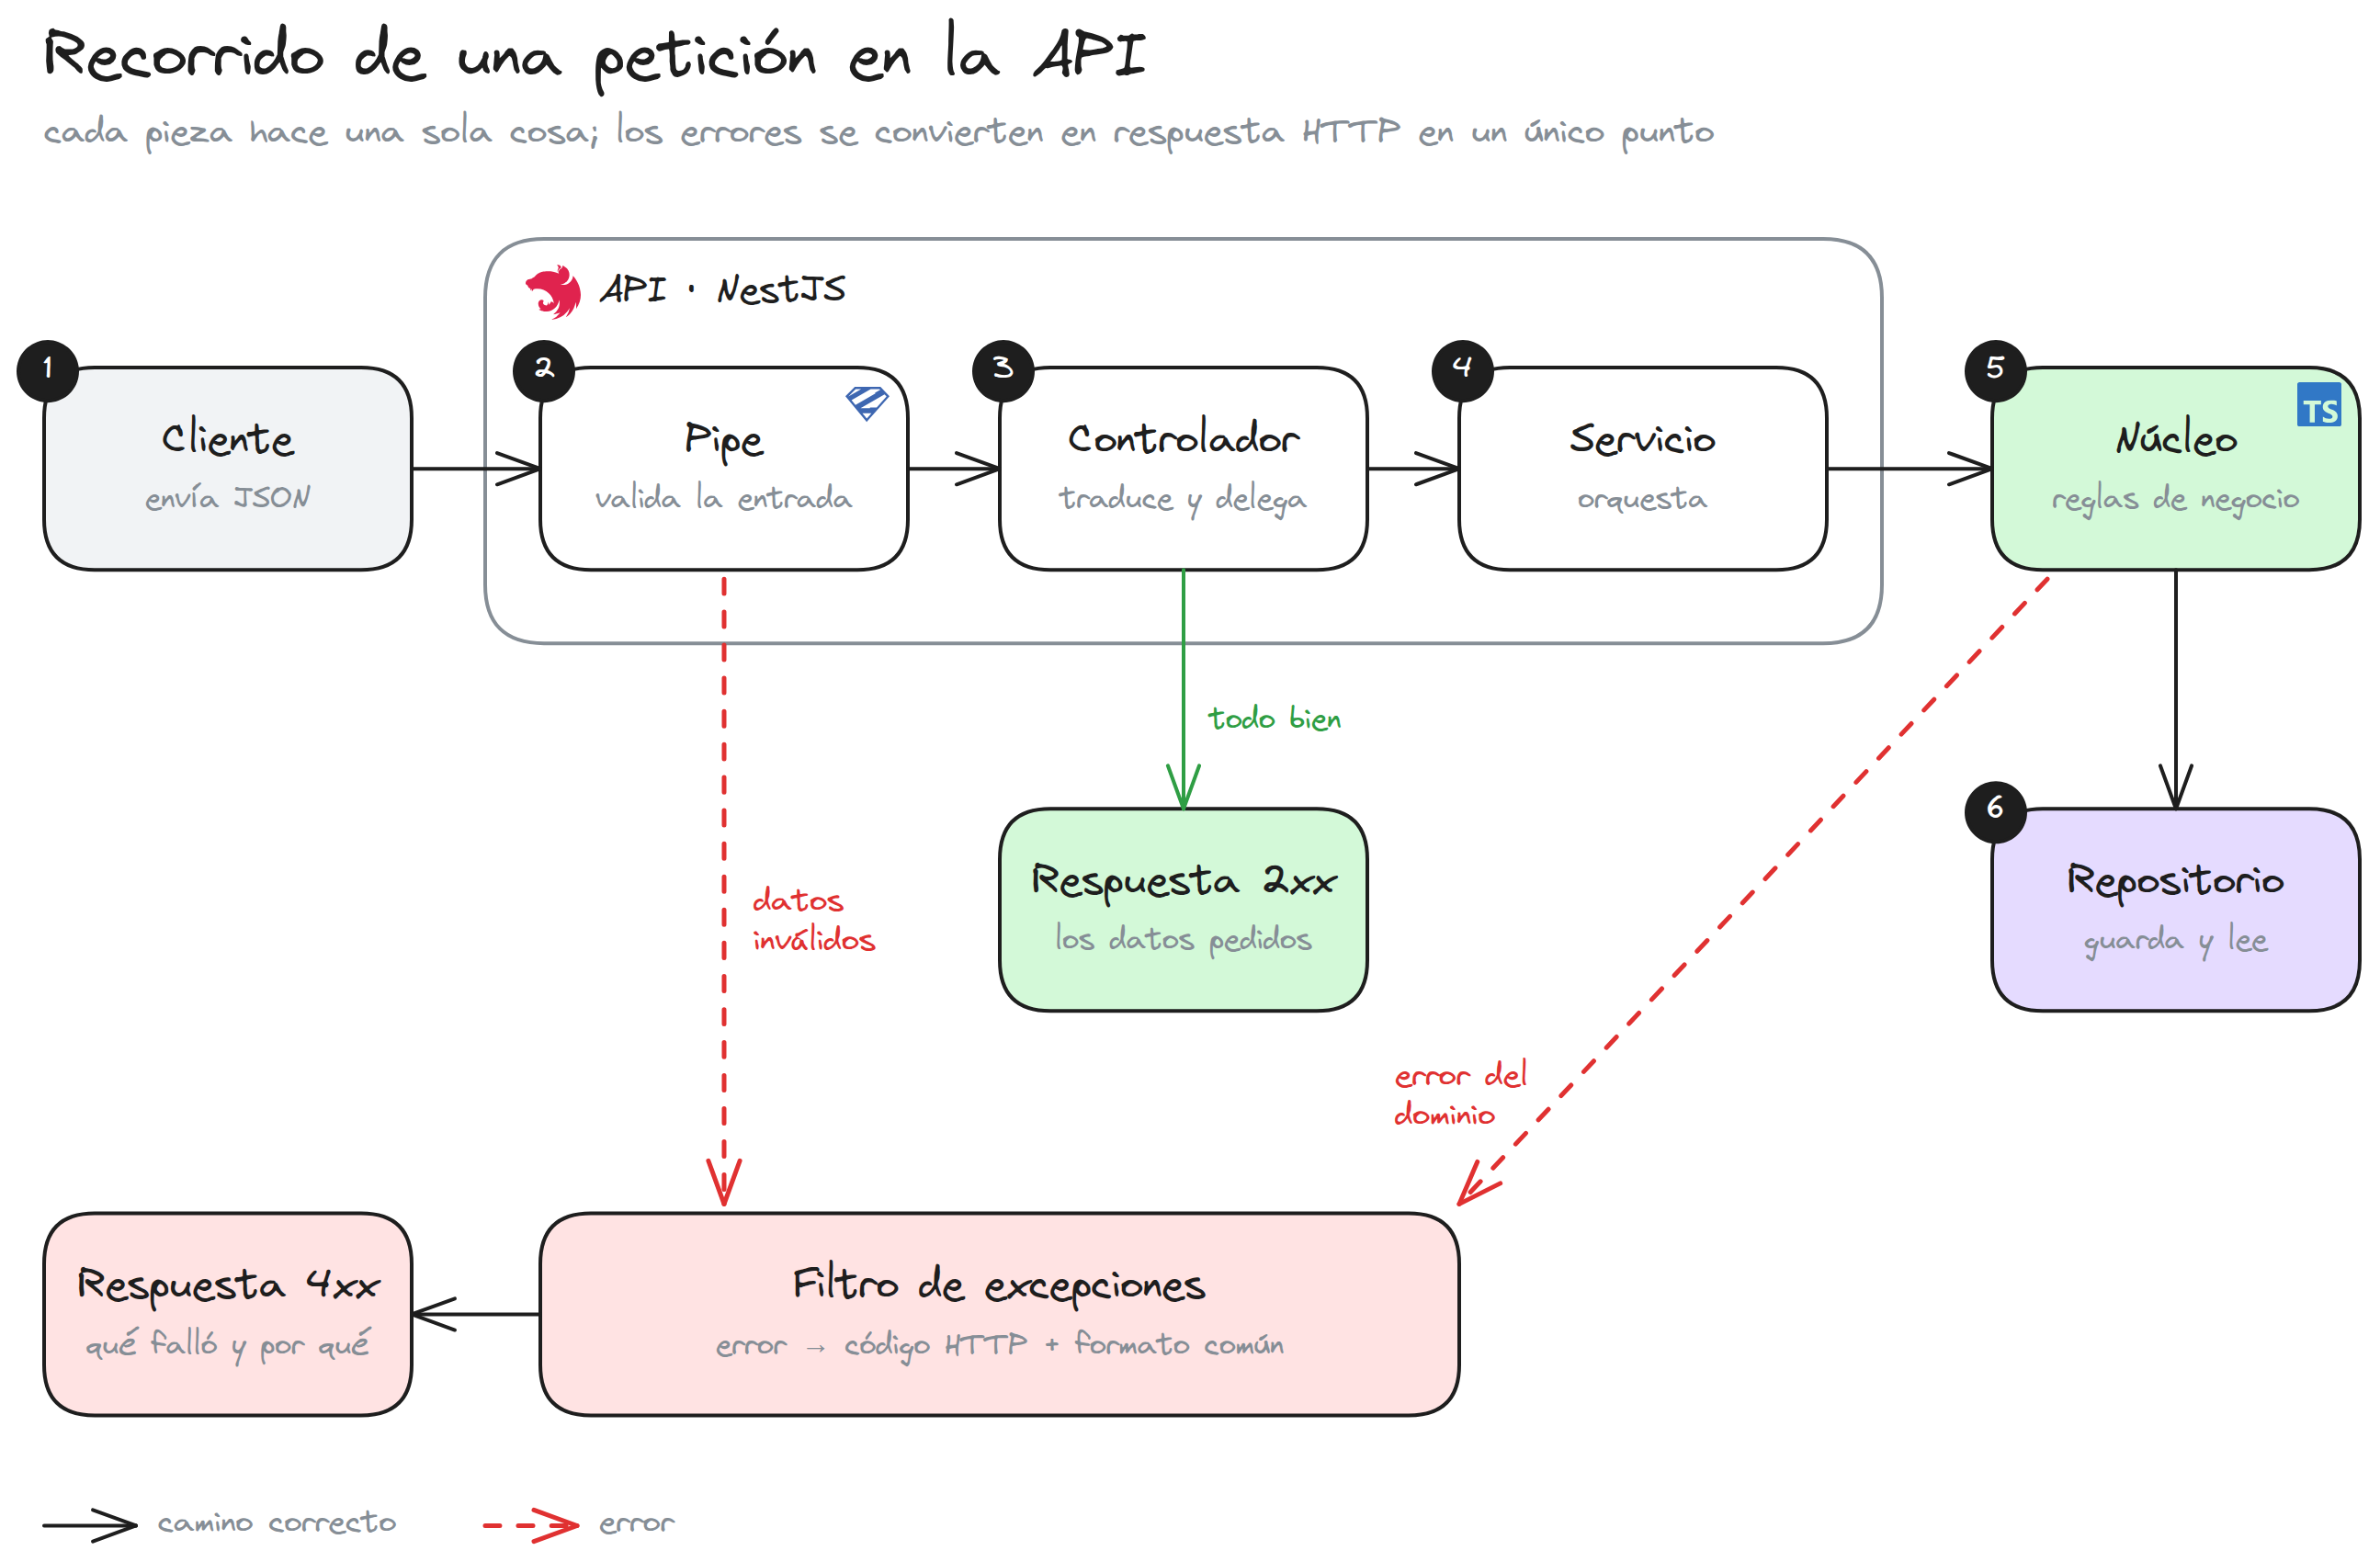 Recorrido de una petición en la API
cada pieza hace una sola cosa; los errores se convierten en respuesta HTTP en un único punto
API · NestJS
1
Cliente
envía JSON
2
Pipe
valida la entrada
3
Controlador
traduce y delega
4
Servicio
orquesta
5
TS
Núcleo
reglas de negocio
todo bien
datos
inválidos
Respuesta 2xx
los datos pedidos
6
Repositorio
guarda y lee
error del
dominio
Respuesta 4xx
qué falló y por qué
Filtro de excepciones
error → código HTTP + formato común
camino correcto
error